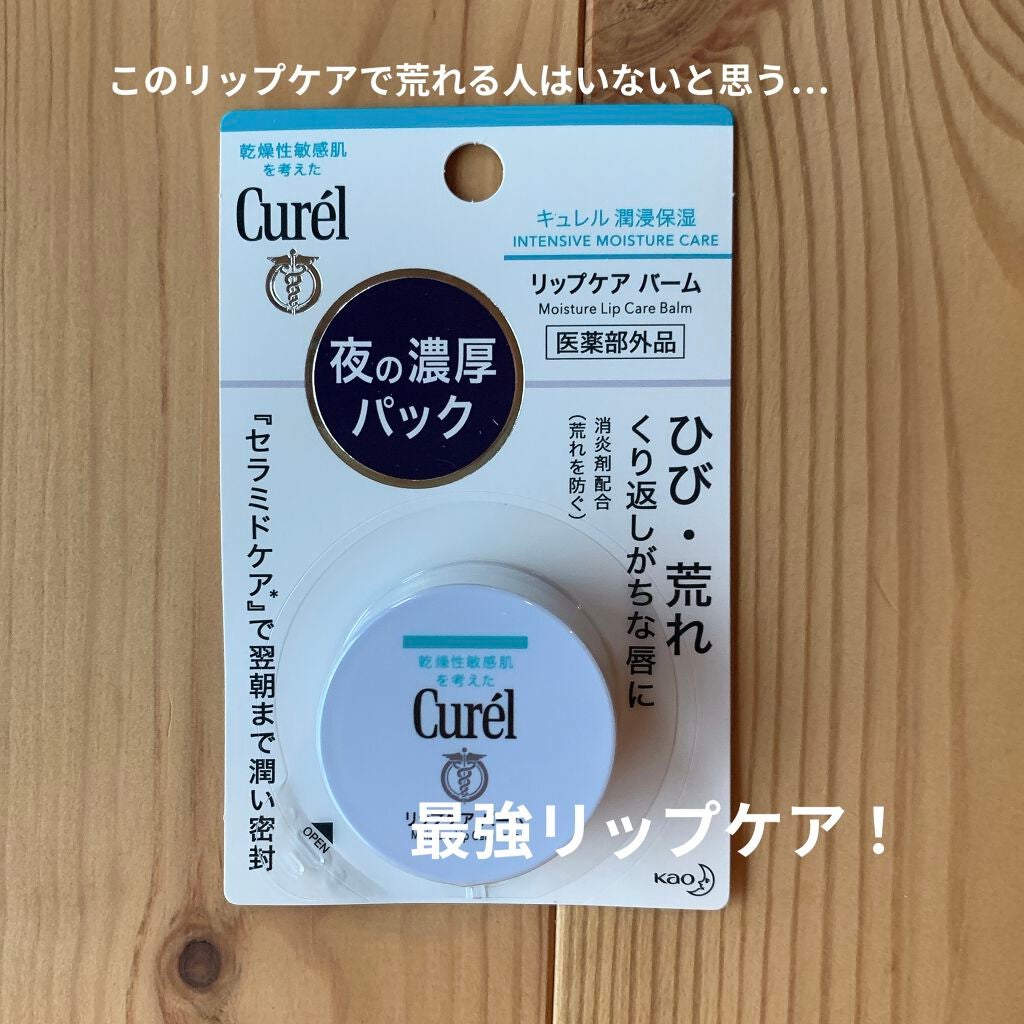 このリップケアで荒れる人はいないと思う...
乾燥性敏感肌
を考えた
Curél
キュレル 潤浸保湿
INTENSIVE MOISTURE CARE
リップケア バーム
Moisture Lip Care Balm
医薬部外品
夜の濃厚
パック
ひび・荒れ
くり返しがちな唇に
消炎剤配合
(荒れを防ぐ)
『セラミドケア*』で翌朝まで潤い密封
乾燥性敏感肌
を考えた
Curél
最強リップケア！
OPEN
Kao